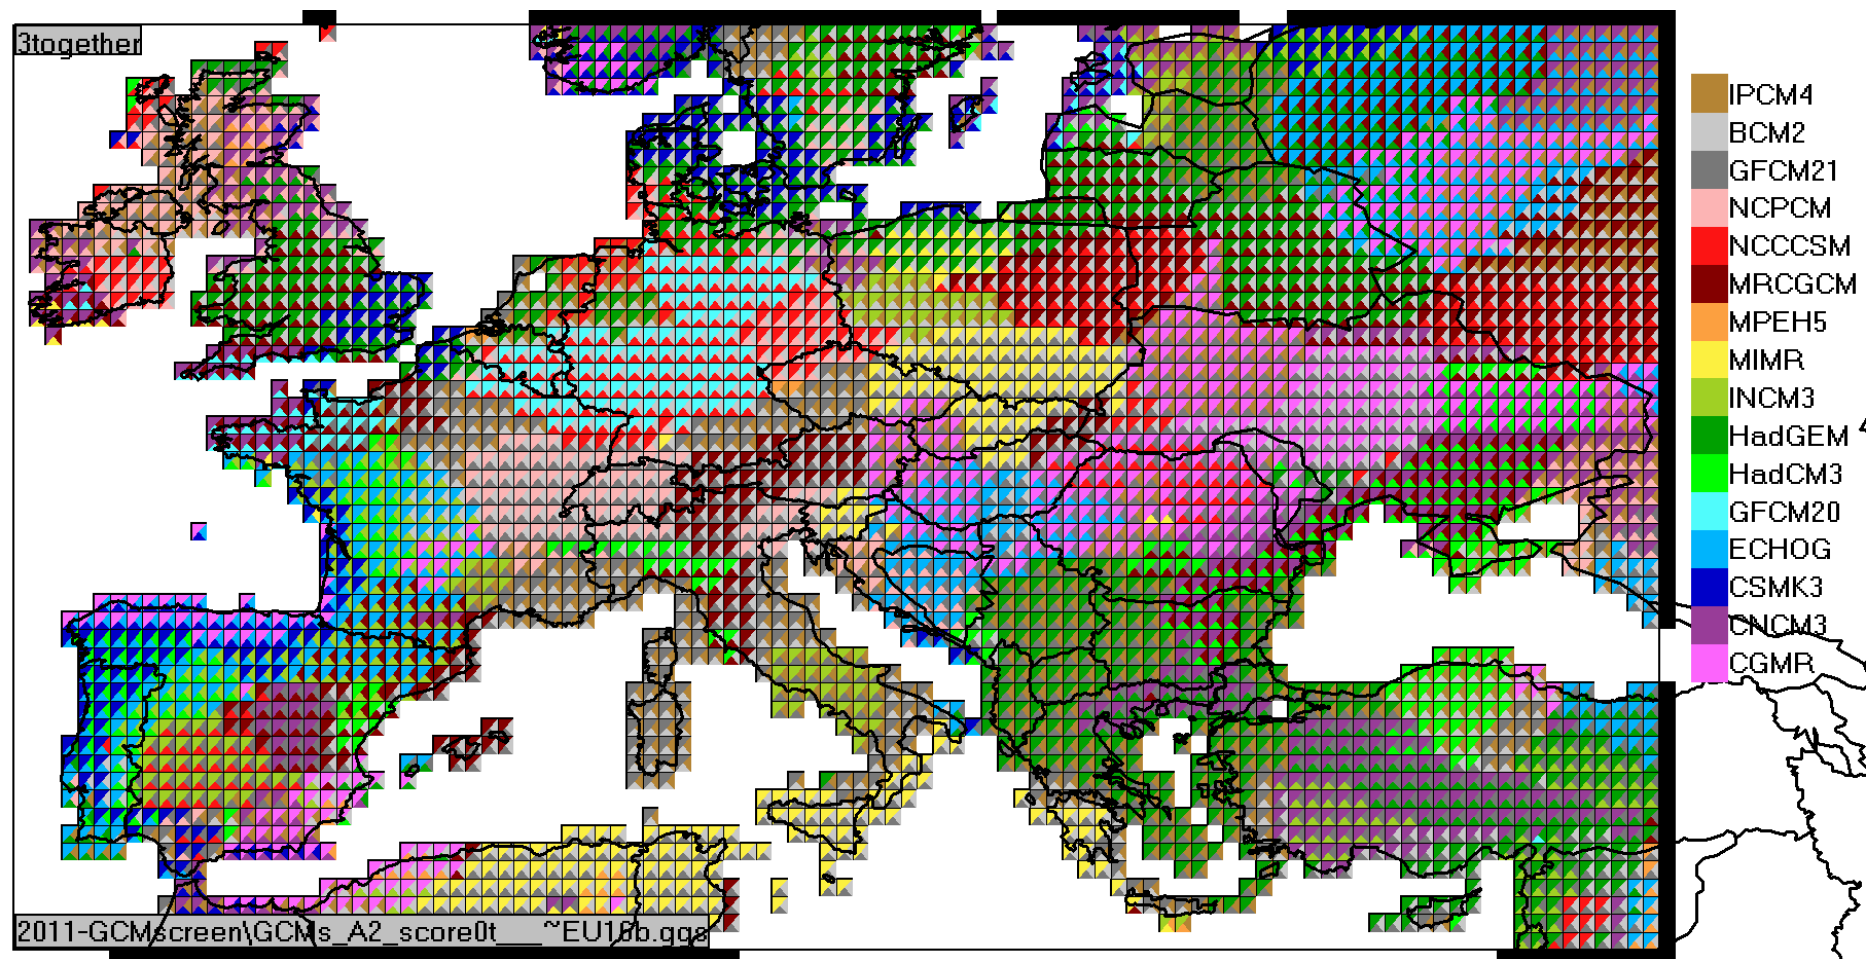 3together
IPCM4
BCM2
GFCM21
NCPCM
NCCCSM
MRCGCM
MPEH5
MIMR
INCM3
HadGEM
HadCM3
GFCM20
ECHOG
CSMK3
CNCM3
CGMR
2011-GCMscreen\GCMs_A2_score0t___~EU16b.gqs